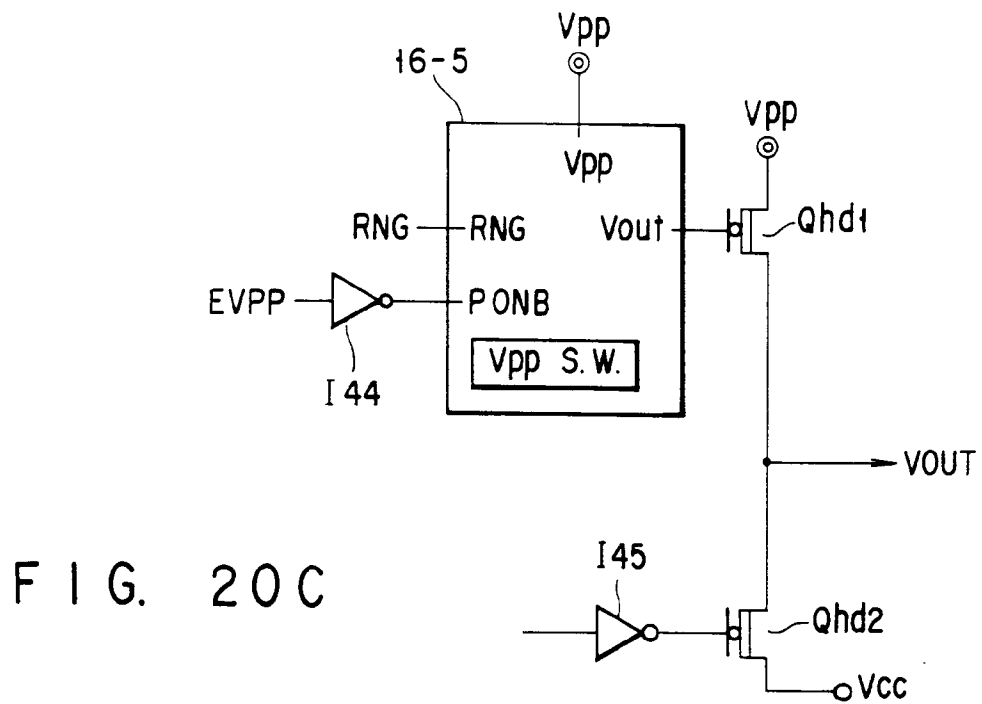 Vpp
16-5
Vpp
Vpp
RNG
RNG
Vout
Qhd1
EVPP
PONB
Vpp S.W.
I44
VOUT
I45
FIG. 20C
Qhd2
Vcc